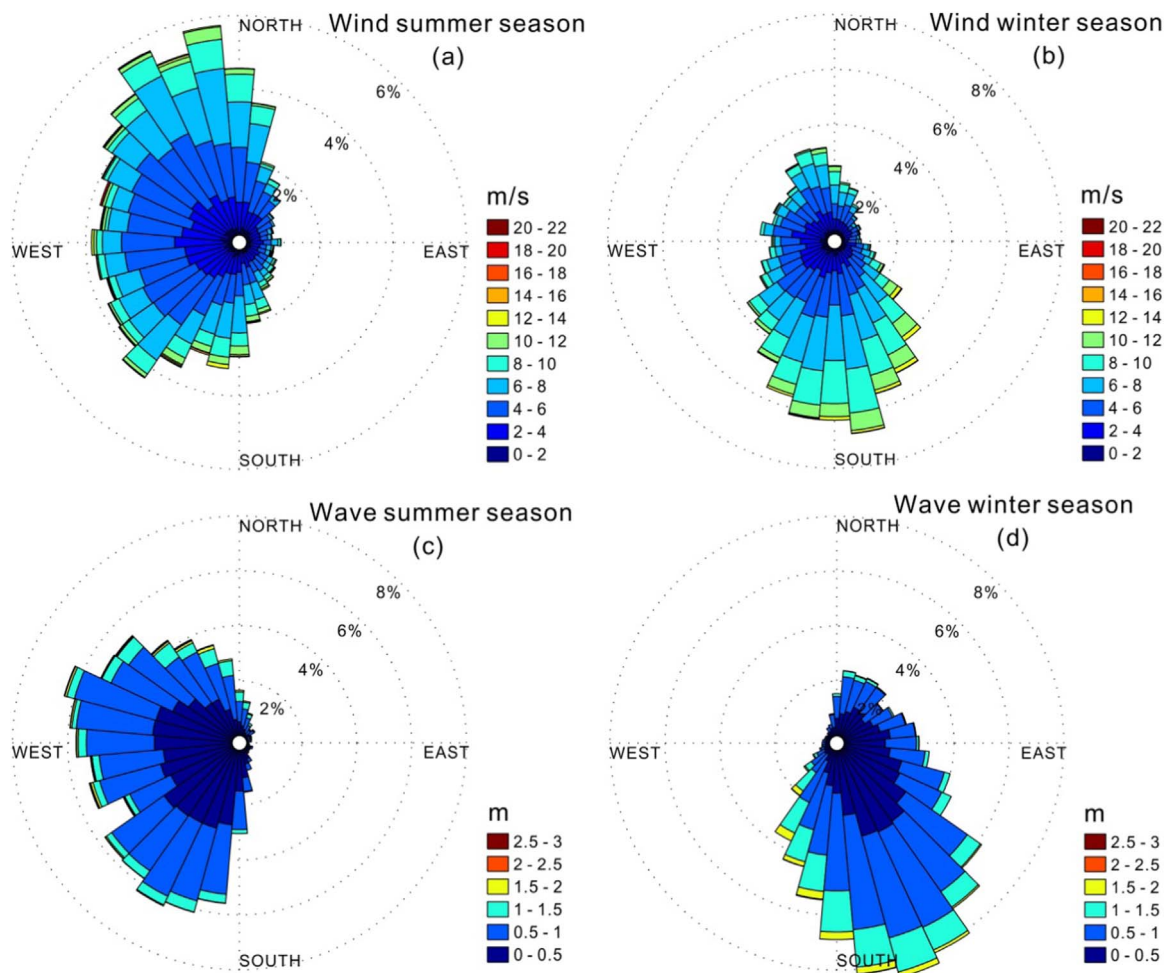 NORTH
Wind summer season
(a)
6%
4%
2%
WEST
EAST
SOUTH
m/s
20 - 22
18 - 20
16 - 18
14 - 16
12 - 14
10 - 12
8 - 10
6 - 8
4 - 6
2 - 4
0 - 2
NORTH
Wind winter season
(b)
8%
6%
4%
2%
WEST
EAST
SOUTH
m/s
20 - 22
18 - 20
16 - 18
14 - 16
12 - 14
10 - 12
8 - 10
6 - 8
4 - 6
2 - 4
0 - 2
Wave summer season
NORTH
(c)
8%
6%
4%
2%
WEST
EAST
SOUTH
m
2.5 - 3
2 - 2.5
1.5 - 2
1 - 1.5
0.5 - 1
0 - 0.5
Wave winter season
NORTH
(d)
8%
6%
4%
2%
WEST
EAST
SOUTH
m
2.5 - 3
2 - 2.5
1.5 - 2
1 - 1.5
0.5 - 1
0 - 0.5